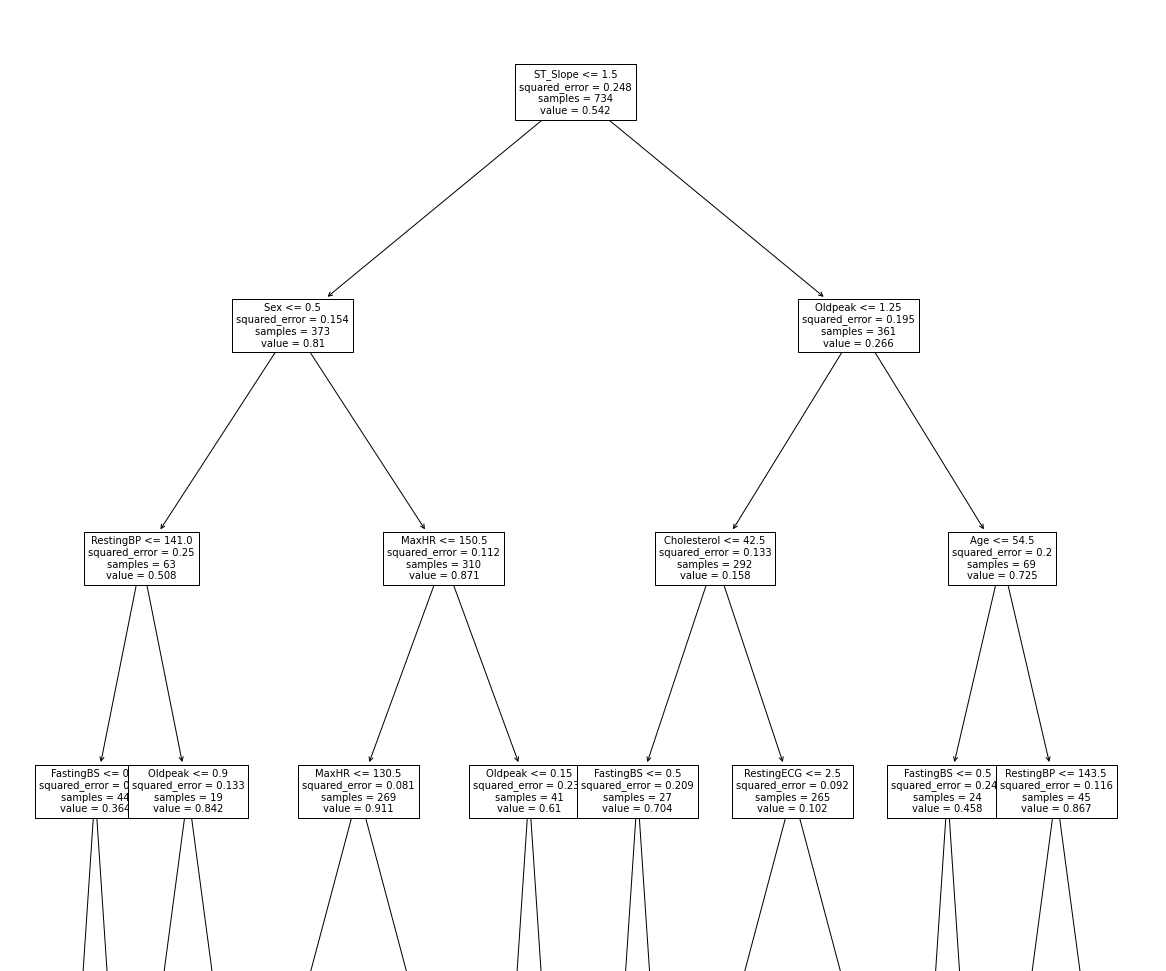 ST_Slope <= 1.5
squared_error = 0.248
samples = 734
value = 0.542
Sex <= 0.5
squared_error = 0.154
samples = 373
value = 0.81
Oldpeak <= 1.25
squared_error = 0.195
samples = 361
value = 0.266
RestingBP <= 141.0
squared_error = 0.25
samples = 63
value = 0.508
MaxHR <= 150.5
squared_error = 0.112
samples = 310
value = 0.871
Cholesterol <= 42.5
squared_error = 0.133
samples = 292
value = 0.158
Age <= 54.5
squared_error = 0.2
samples = 69
value = 0.725
FastingBS <= 0
squared_error = 0
samples = 44
value = 0.364
Oldpeak <= 0.9
squared_error = 0.133
samples = 19
value = 0.842
MaxHR <= 130.5
squared_error = 0.081
samples = 269
value = 0.911
Oldpeak <= 0.15
squared_error = 0.23
samples = 41
value = 0.61
FastingBS <= 0.5
squared_error = 0.209
samples = 27
value = 0.704
RestingECG <= 2.5
squared_error = 0.092
samples = 265
value = 0.102
FastingBS <= 0.5
squared_error = 0.24
samples = 24
value = 0.458
RestingBP <= 143.5
squared_error = 0.116
samples = 45
value = 0.867